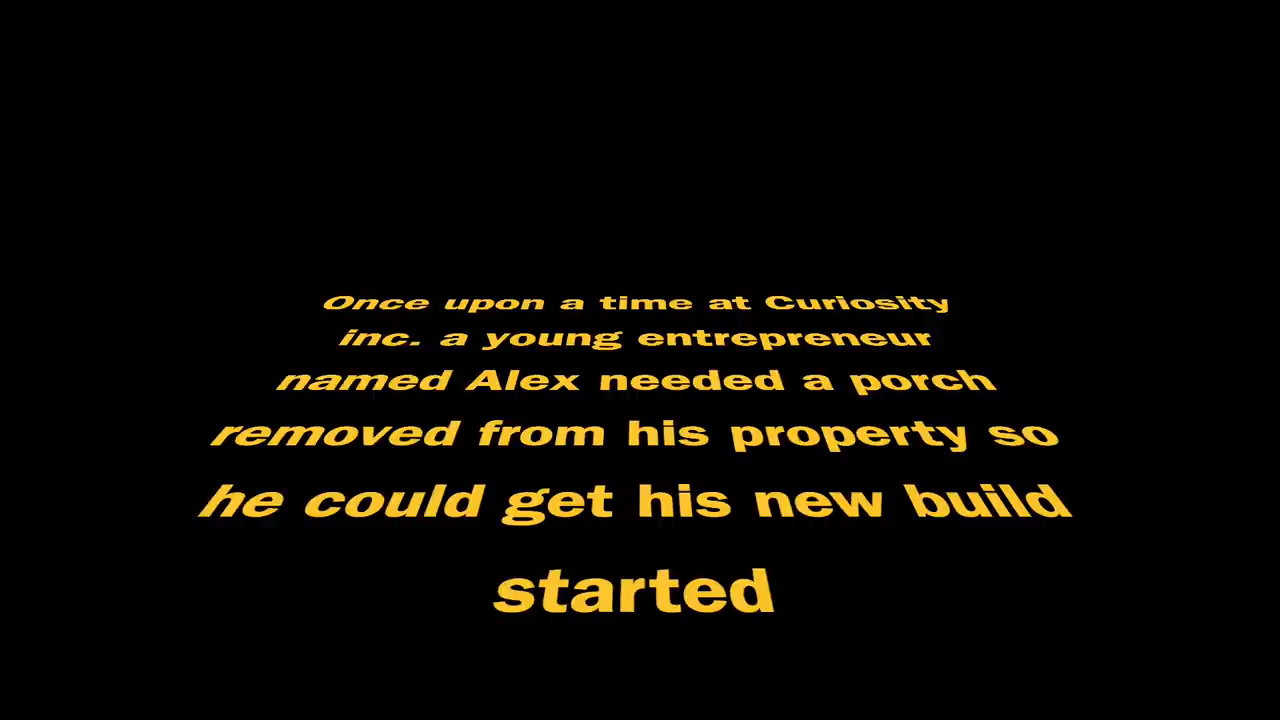 Once upon a time at Curiosity
inc. a young entrepreneur
named Alex needed a porch
removed from his property so
he could get his new build
started